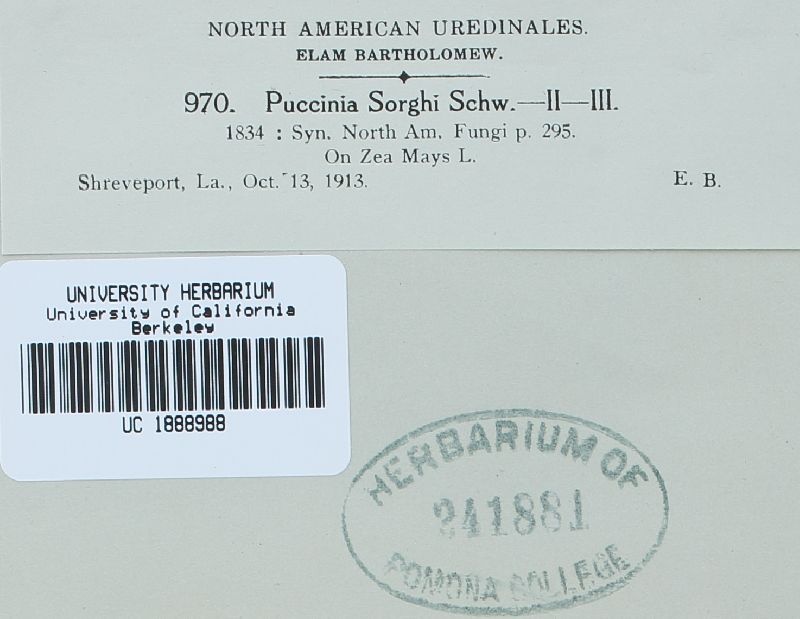 NORTH AMERICAN UREDINALES.
ELAM BARTHOLOMEW.
970. Puccinia Sorghi Schw.—II—III.
1834 : Syn. North Am. Fungi p. 295.
On Zea Mays L.
Shreveport, La., Oct. 13, 1913. E. B.
UNIVERSITY HERBARIUM
University of California
Berkeley
UC 1888988
HERBARIUM OF
241881
POMONA COLLEGE